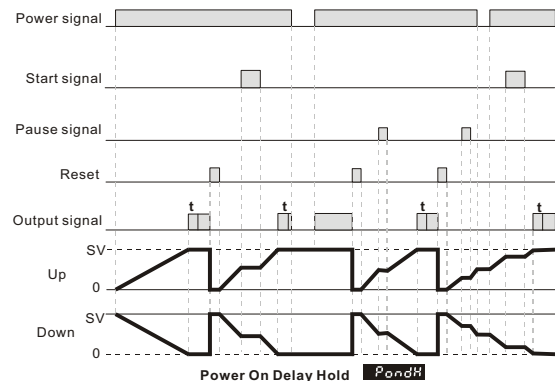 Power signal
Start signal
Pause signal
Reset
t t t t
Output signal
SV
Up
0
SV
Down
0
Power On Delay Hold PondH